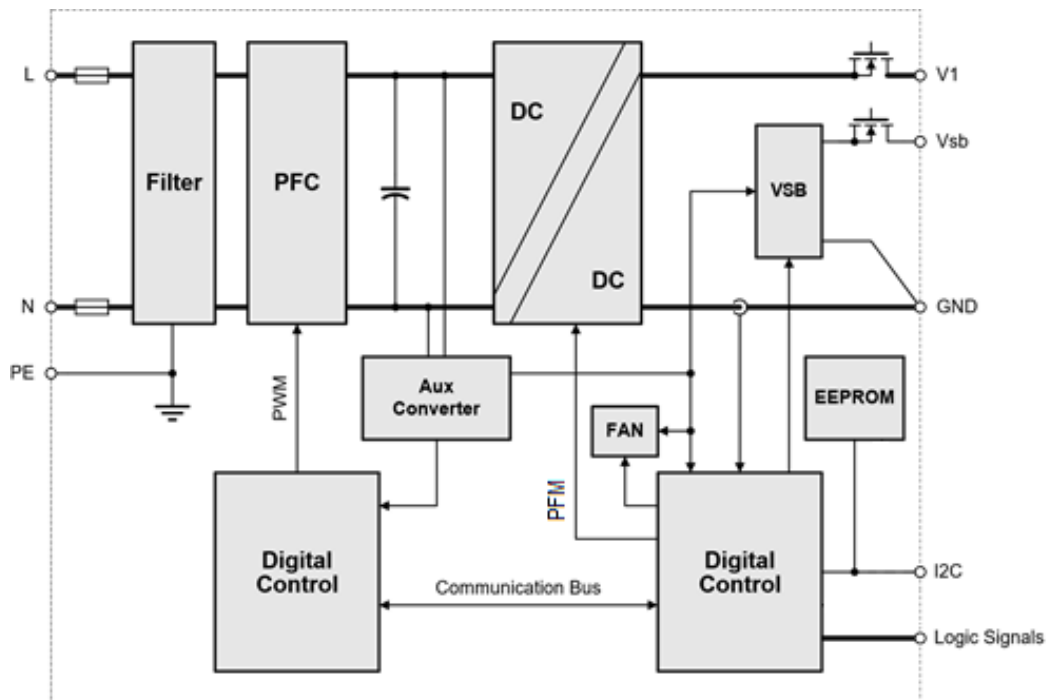 L
V1
DC
Vsb
Filter
PFC
VSB
DC
N
GND
PE
PWM
Aux
Converter
EEPROM
FAN
PFM
Digital
Control
Digital
Control
I2C
Communication Bus
Logic Signals